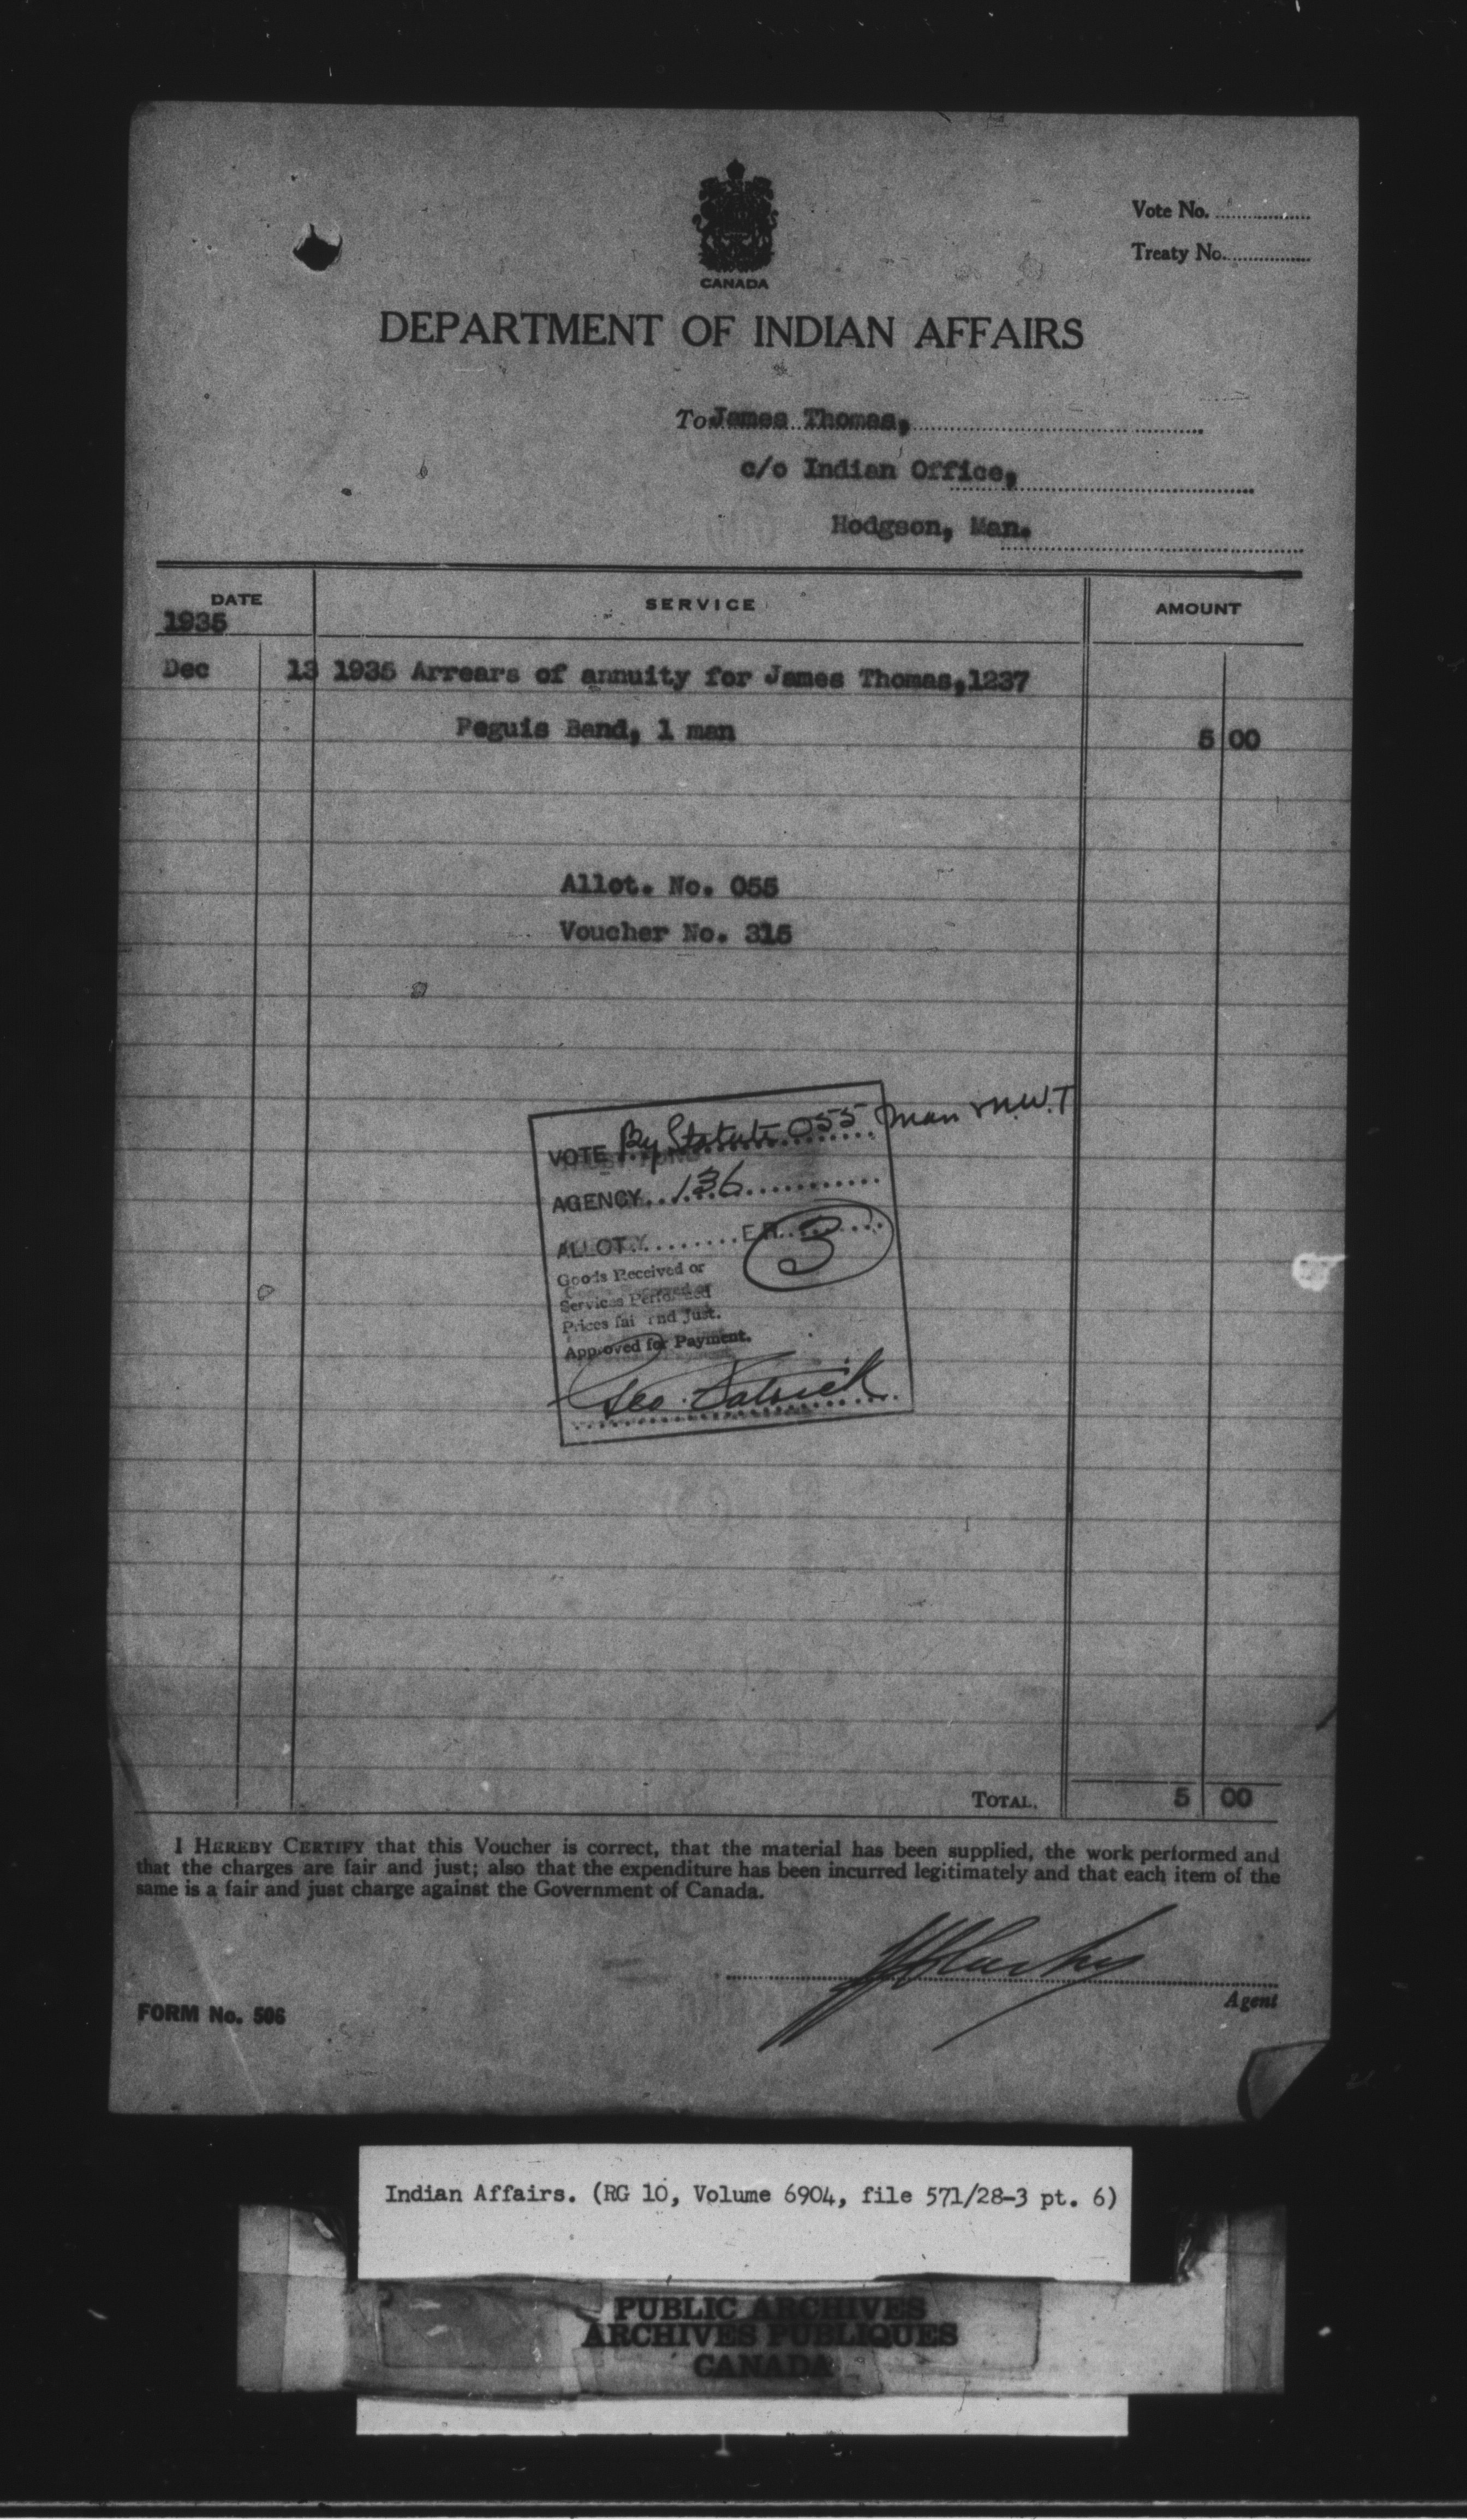 CANADA
Vote No.
Treaty No.
DEPARTMENT OF INDIAN AFFAIRS
To James Thomas,
c/o Indian Office,
Hodgson, Man.
DATE SERVICE AMOUNT
1935
Dec 13 1935 Arrears of annuity for James Thomas,1237
Peguis Band, 1 man 5 00
Allot. No. 055
Voucher No. 315
VOTE By Statute 055 Man & N.W.T
AGENCY 136
ALLOT. E.R. 3
Goods Received or
Services Performed
Prices fair and Just.
Approved for Payment.
Geo. Patrick
TOTAL. 5 00
I HEREBY CERTIFY that this Voucher is correct, that the material has been supplied, the work performed and
that the charges are fair and just; also that the expenditure has been incurred legitimately and that each item of the
same is a fair and just charge against the Government of Canada.
Agent
FORM No. 506
Indian Affairs. (RG 10, Volume 6904, file 571/28-3 pt. 6)
PUBLIC ARCHIVES
ARCHIVES PUBLIQUES
CANADA